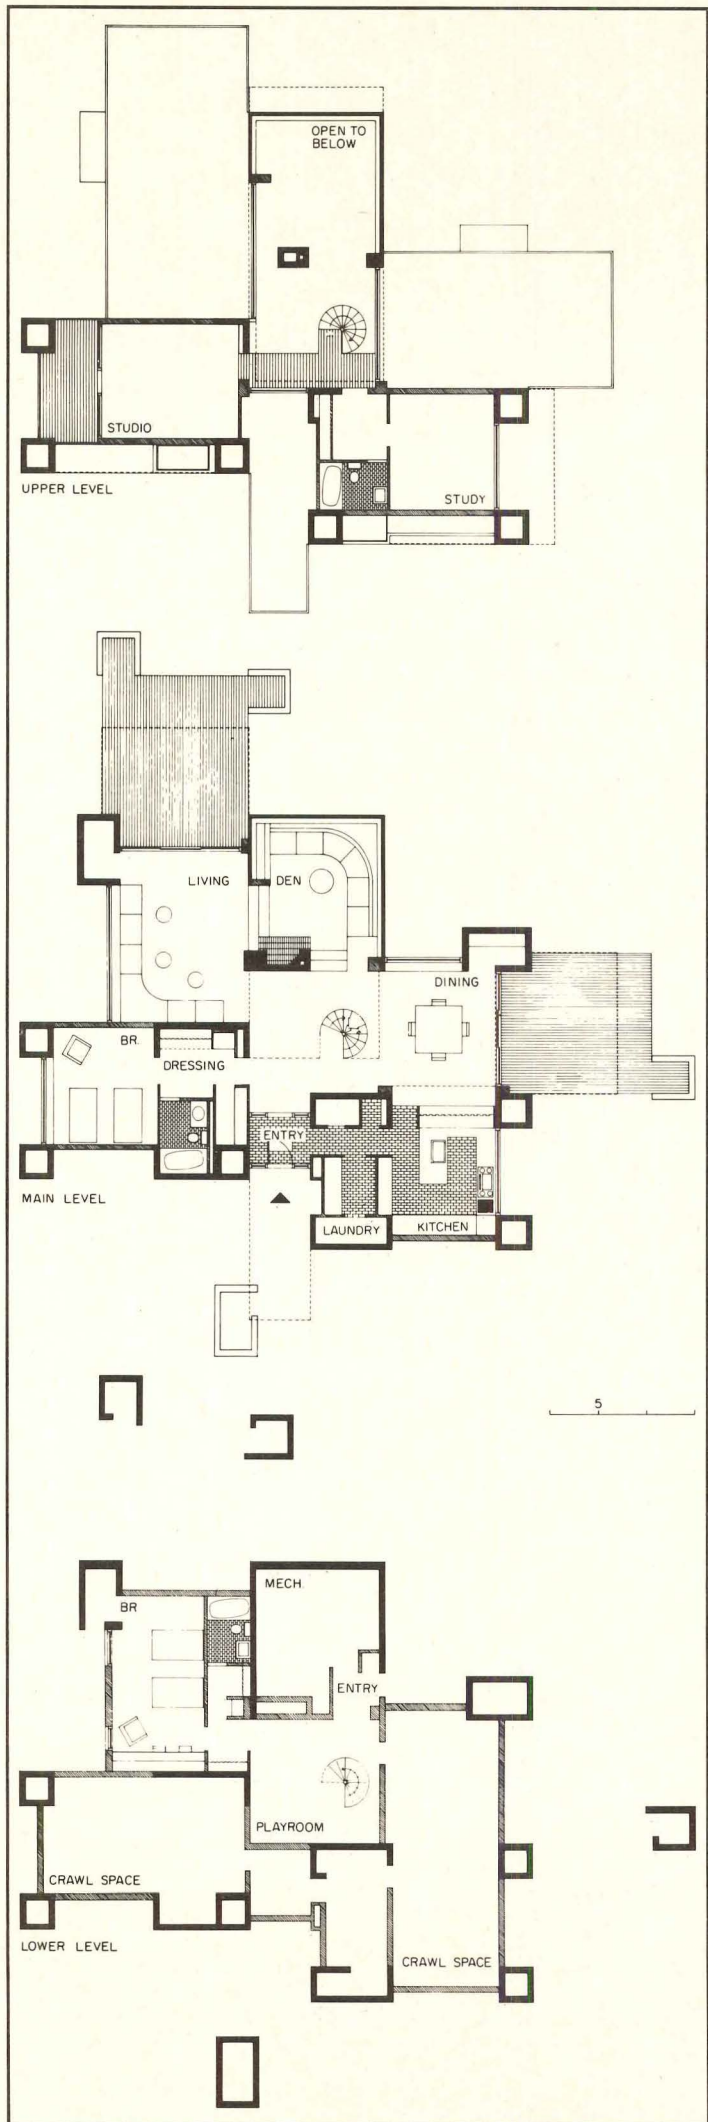 OPEN TO
BELOW
STUDIO
STUDY
UPPER LEVEL
LIVING
DEN
DINING
BR.
DRESSING
ENTRY
MAIN LEVEL
LAUNDRY
KITCHEN
5
MECH.
BR
ENTRY
PLAYROOM
CRAWL SPACE
LOWER LEVEL
CRAWL SPACE